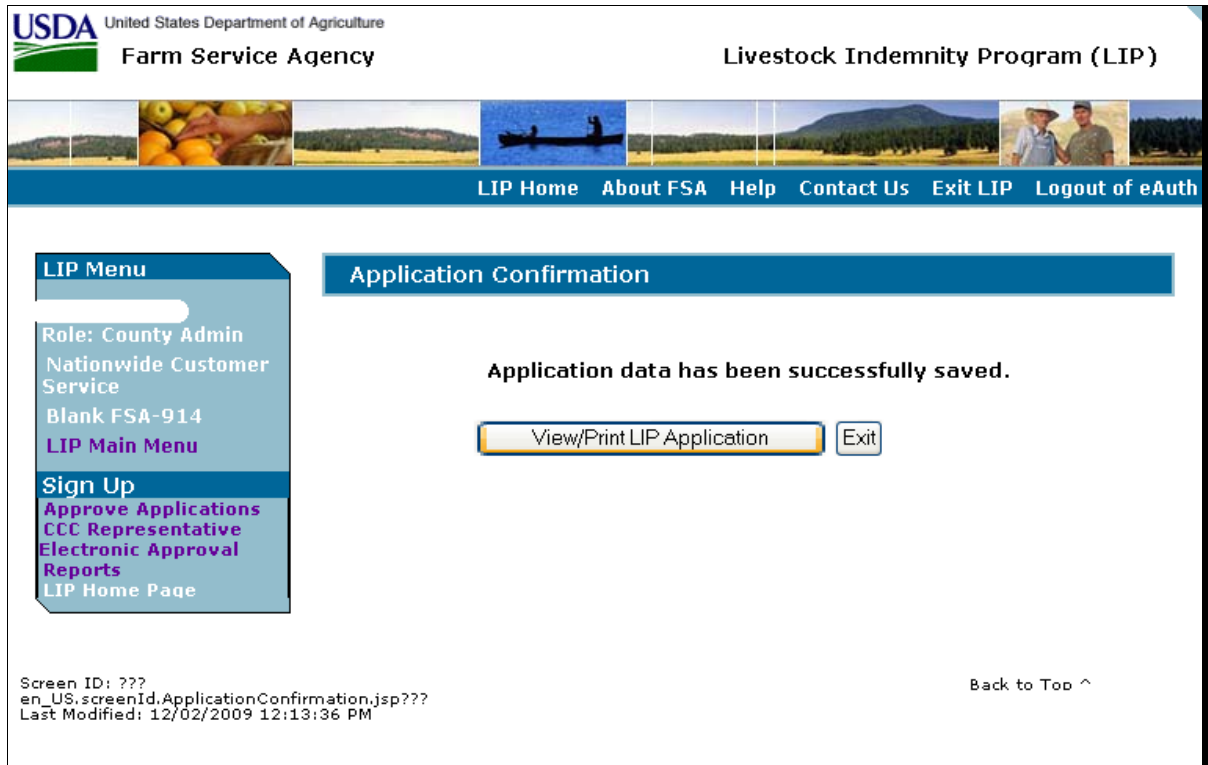 USDA United States Department of Agriculture
Farm Service Agency
Livestock Indemnity Program (LIP)
LIP Home About FSA Help Contact Us Exit LIP Logout of eAuth
LIP Menu
Role: County Admin
Nationwide Customer
Service
Blank FSA-914
LIP Main Menu
Sign Up
Approve Applications
CCC Representative
Electronic Approval
Reports
LIP Home Page
Application Confirmation
Application data has been successfully saved.
View/Print LIP Application Exit
Screen ID: ???
en_US.screenId.ApplicationConfirmation.jsp???
Last Modified: 12/02/2009 12:13:36 PM
Back to Top ^